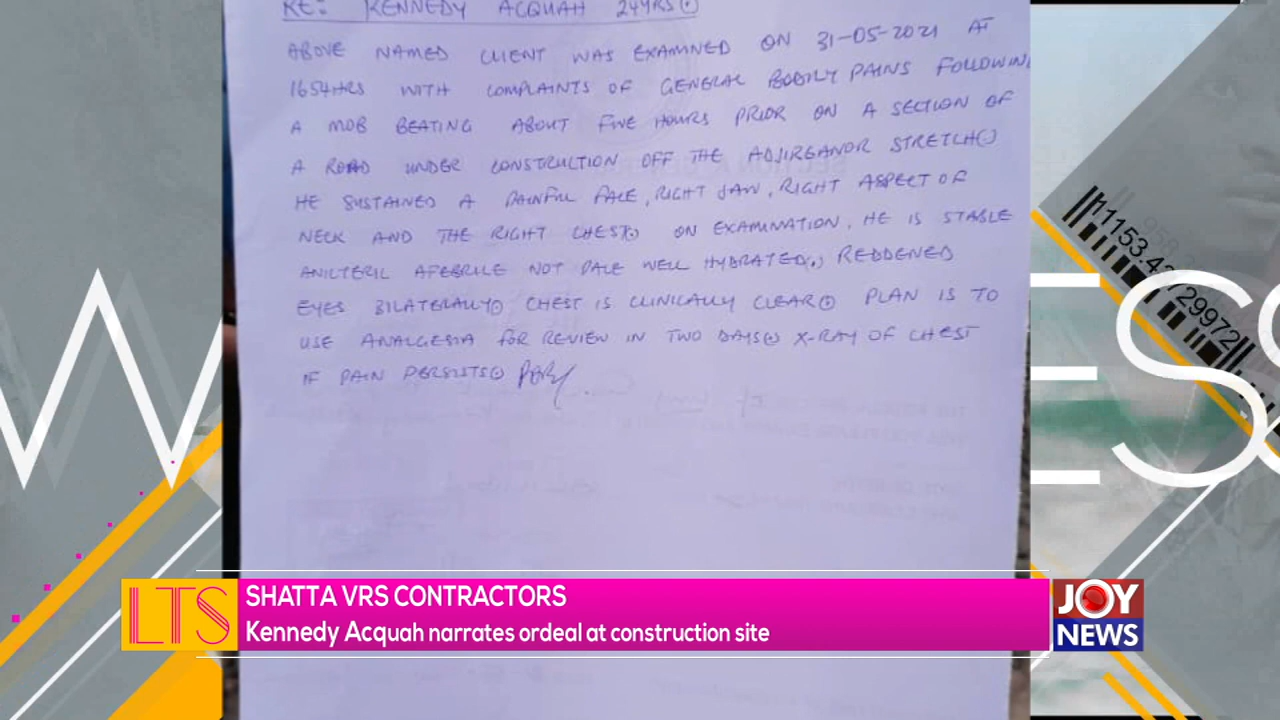 RE: KENNEDY ACQUAH 24YRS⊙
ABOVE NAMED CLIENT WAS EXAMINED ON 31-05-2021 AT
1654HRS WITH COMPLAINTS OF GENERAL BODILY PAINS FOLLOWIN
A MOB BEATING ABOUT FIVE HOURS PRIOR ON A SECTION OF
A ROAD UNDER CONSTRUCTION OFF THE ADJIRGANOR STRETCH(.)
HE SUSTAINED A PAINFUL FACE, RIGHT JAW, RIGHT ASPECT OF
NECK AND THE RIGHT CHEST⊙ ON EXAMINATION, HE IS STABLE
ANICTERIC AFEBRILE NOT PALE WELL HYDRATED(.) REDDENED
EYES BILATERALLY⊙ CHEST IS CLINICALLY CLEAR⊙ PLAN IS TO
USE ANALGESIA FOR REVIEW IN TWO DAYS⊙ X-RAY OF CHEST
IF PAIN PERSISTS⊙
W ESS
11153.42729972
LTS
SHATTA VRS CONTRACTORS
Kennedy Acquah narrates ordeal at construction site
JOY
NEWS